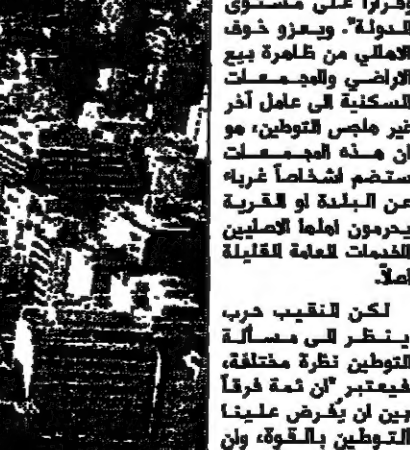 قراراً على مستوى
الدولة". ويعزو خوف
الاهالي من ظاهرة بيع
الاراضي والمجمعات
السكنية الى عامل آخر
غير هاجس التوطين، هو
ان هذه المجمعات
ستضم اشخاصاً غرباء
عن البلدة او القرية
يحرمون اهلها الاصليين
الخدمات العامة القليلة
اصلاً.
لكن النقيب حرب
ينظر الى مسألة
التوطين نظرة مختلفة،
فيعتبر "ان ثمة فرقاً
بين ان يُفرض علينا
التوطين بالقوة، وان